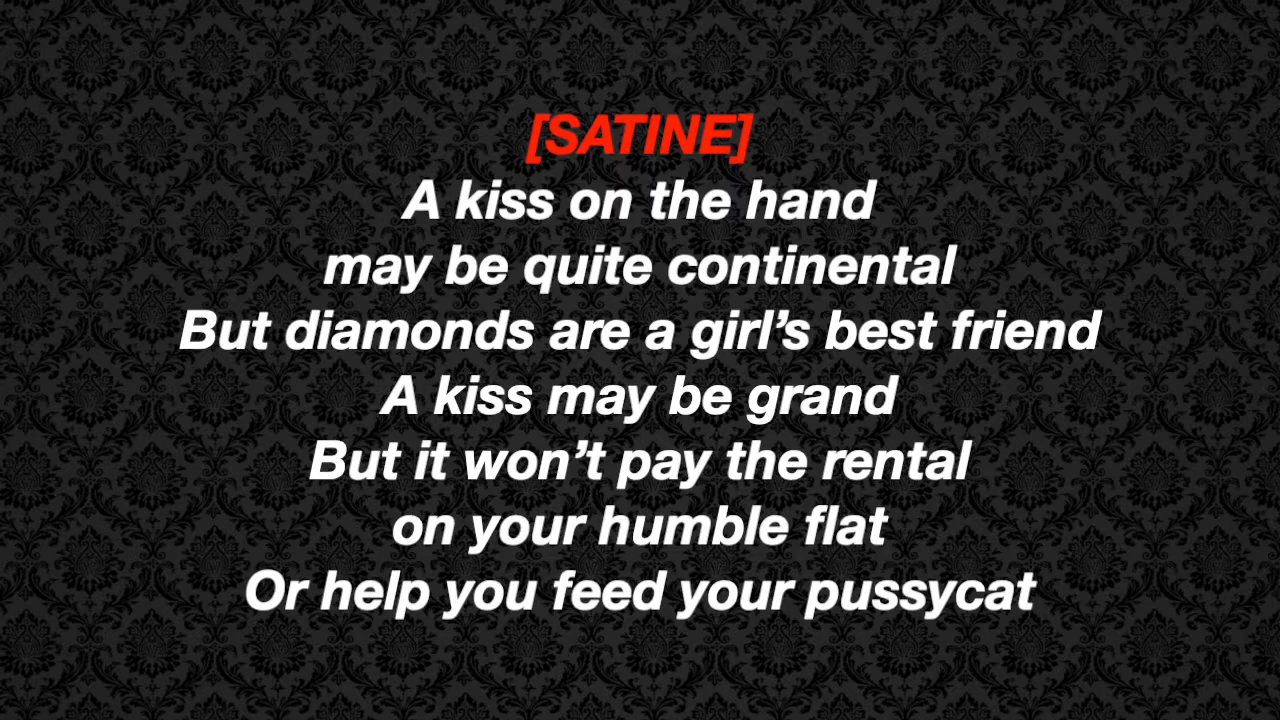 [SATINE]
A kiss on the hand
may be quite continental
But diamonds are a girl’s best friend
A kiss may be grand
But it won’t pay the rental
on your humble flat
Or help you feed your pussycat